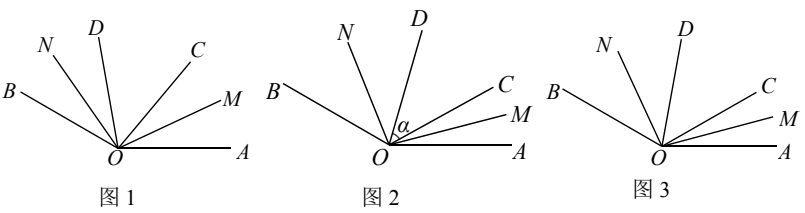 B N D C M O A
图 1
B N D C M O A α
图 2
B N D C M O A
图 3